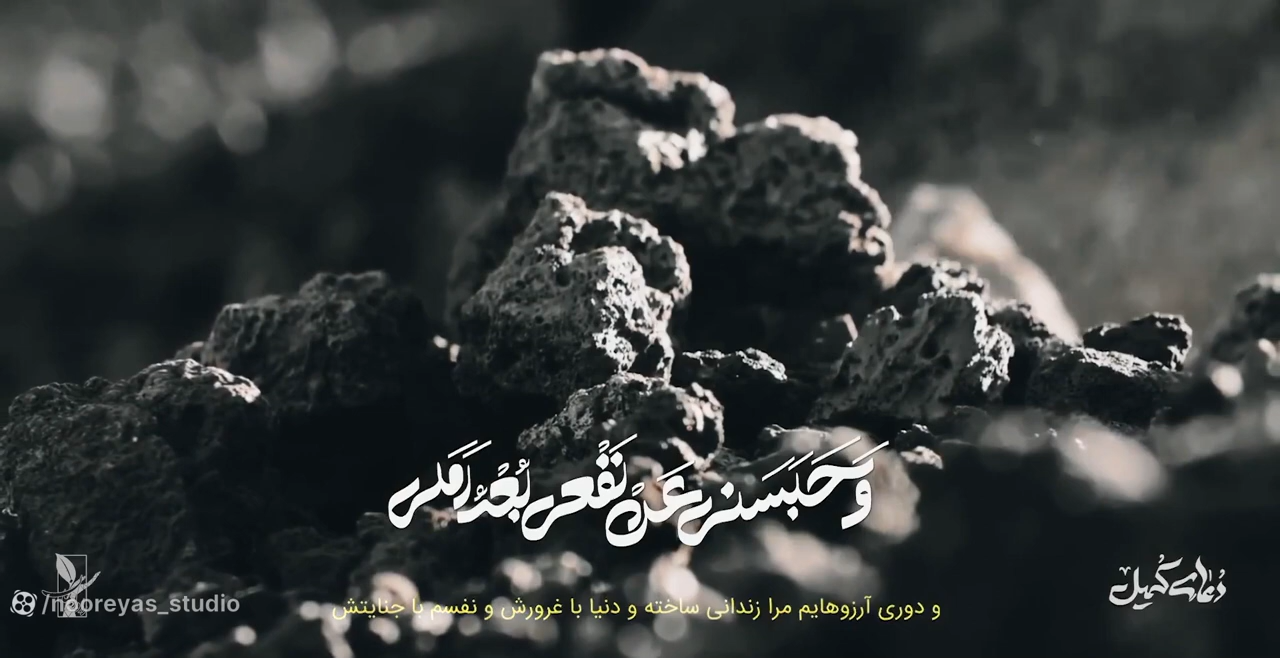 وَحَبَسَنی عَنْ نَفْعی بُعْدُ اَمَلی
و دوری آرزوهایم مرا زندانی ساخته و دنیا با غرورش و نفسم با جنایتش
دعای کمیل
/nooreyas_studio